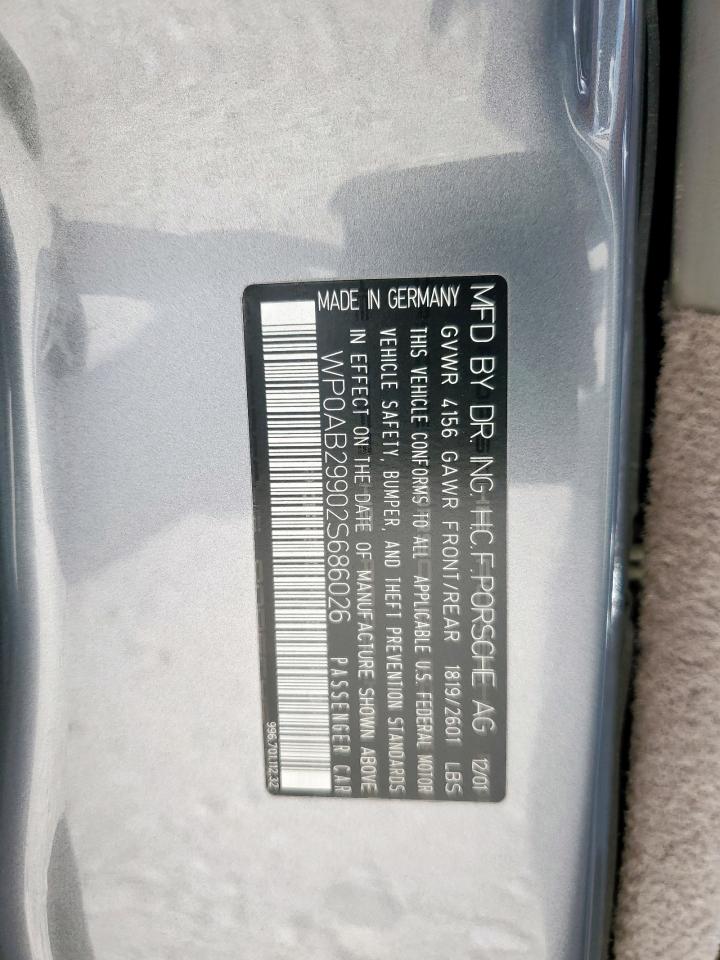 MFD BY DR. ING. H.C. F. PORSCHE AG 12/01
GVWR 4156 GAWR FRONT/REAR 1819/2601 LBS
THIS VEHICLE CONFORMS TO ALL APPLICABLE U.S. FEDERAL MOTOR
VEHICLE SAFETY, BUMPER, AND THEFT PREVENTION STANDARDS
IN EFFECT ON THE DATE OF MANUFACTURE SHOWN ABOVE
MADE IN GERMANY
WP0AB29902S686026 PASSENGER CAR
996.701.112.32